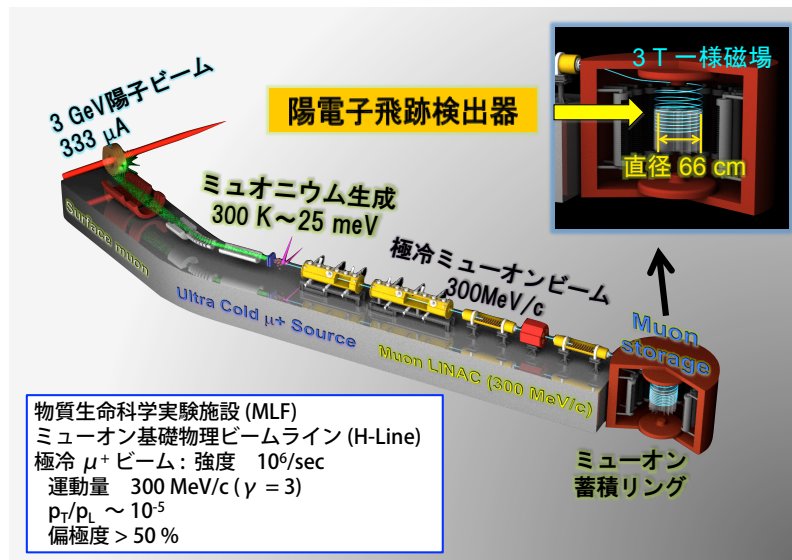 3 GeV陽子ビーム
333 μA
3 T 一様磁場
陽電子飛跡検出器
直径 66 cm
ミュオニウム生成
300 K～25 meV
極冷ミューオンビーム
300MeV/c
Surface muon
Ultra Cold μ+ Source
Muon LINAC (300 MeV/c)
Muon
storage
ミューオン
蓄積リング
物質生命科学実験施設 (MLF)
ミューオン基礎物理ビームライン (H-Line)
極冷 μ⁺ ビーム : 強度 10⁶/sec
運動量 300 MeV/c ( γ = 3)
p_T/p_L ～ 10⁻⁵
偏極度 > 50 %